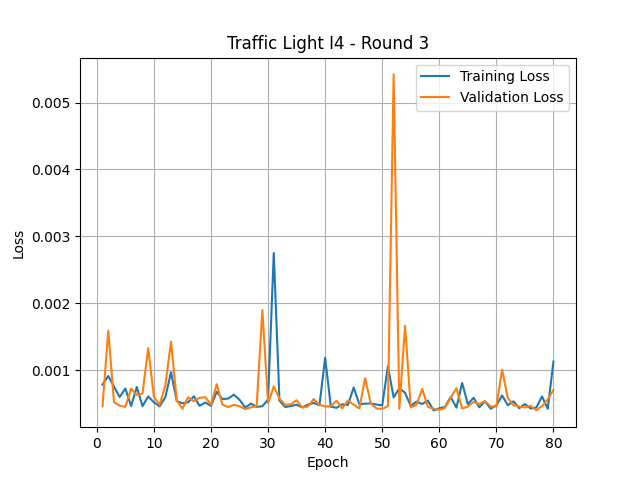 Traffic Light I4 - Round 3
Training Loss
Validation Loss
Loss
0.005
0.004
0.003
0.002
0.001
0 10 20 30 40 50 60 70 80
Epoch